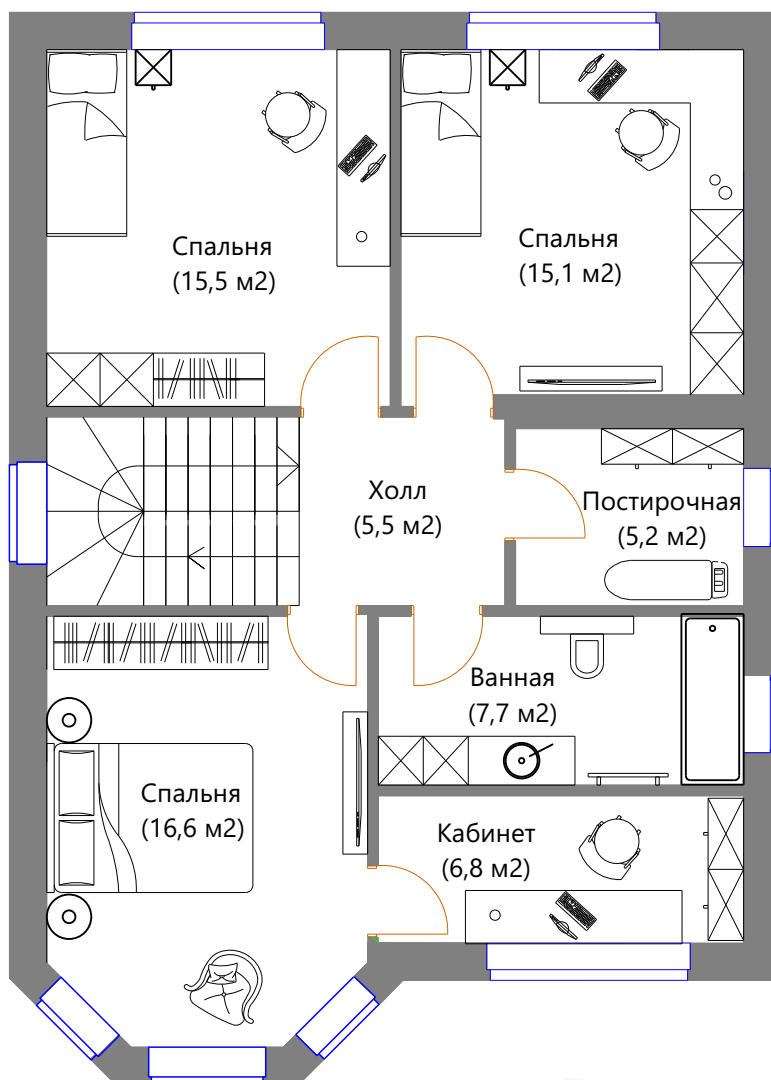 Спальня
(15,5 м2)
Спальня
(15,1 м2)
Холл
(5,5 м2)
Постирочная
(5,2 м2)
Ванная
(7,7 м2)
Спальня
(16,6 м2)
Кабинет
(6,8 м2)